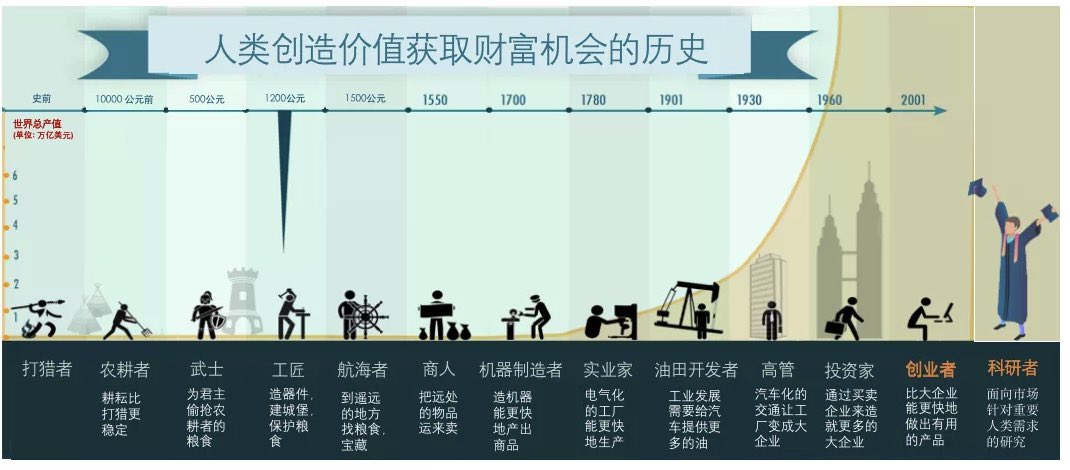 人类创造价值获取财富机会的历史
史前
10000 公元前
500公元
1200公元
1500公元
1550
1700
1780
1901
1930
1960
2001
世界总产值
(单位: 万亿美元)
6
5
4
3
2
1
打猎者
农耕者
耕耘比
打猎更
稳定
武士
为君主
偷抢农
耕者的
粮食
工匠
造器件,
建城堡,
保护粮
食
航海者
到遥远
的地方
找粮食,
宝藏
商人
把远处
的物品
运来卖
机器制造者
造机器
能更快
地产出
商品
实业家
电气化
的工厂
能更快
地生产
油田开发者
工业发展
需要给汽
车提供更
多的油
高管
汽车化的
交通让工
厂变成大
企业
投资家
通过买卖
企业来造
就更多的
大企业
创业者
比大企业
能更快地
做出有用
的产品
科研者
面向市场
针对重要
人类需求
的研究